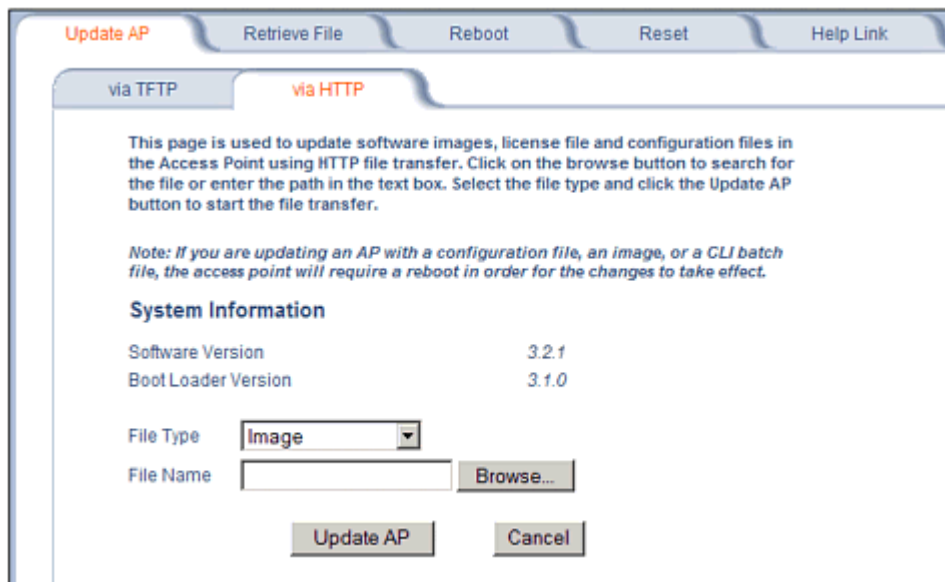 Update AP Retrieve File Reboot Reset Help Link
via TFTP via HTTP
This page is used to update software images, license file and configuration files in
the Access Point using HTTP file transfer. Click on the browse button to search for
the file or enter the path in the text box. Select the file type and click the Update AP
button to start the file transfer.
Note: If you are updating an AP with a configuration file, an image, or a CLI batch
file, the access point will require a reboot in order for the changes to take effect.
System Information
Software Version 3.2.1
Boot Loader Version 3.1.0
File Type Image
File Name Browse...
Update AP Cancel